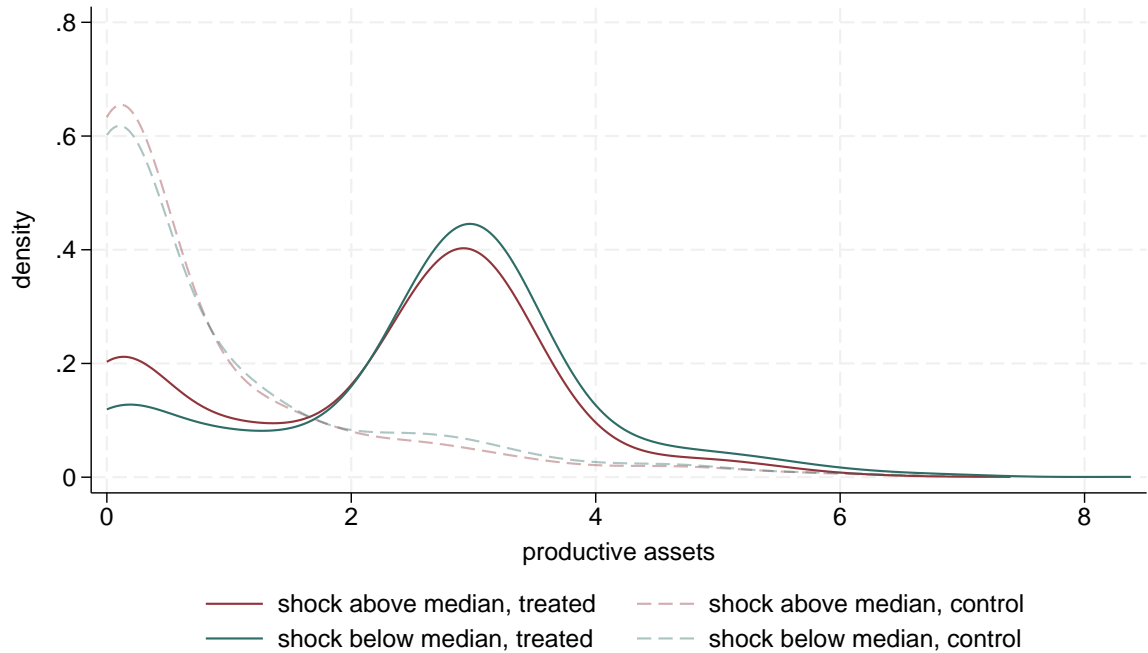 .8
.6
.4
.2
0
density
0 2 4 6 8
productive assets
shock above median, treated shock above median, control
shock below median, treated shock below median, control